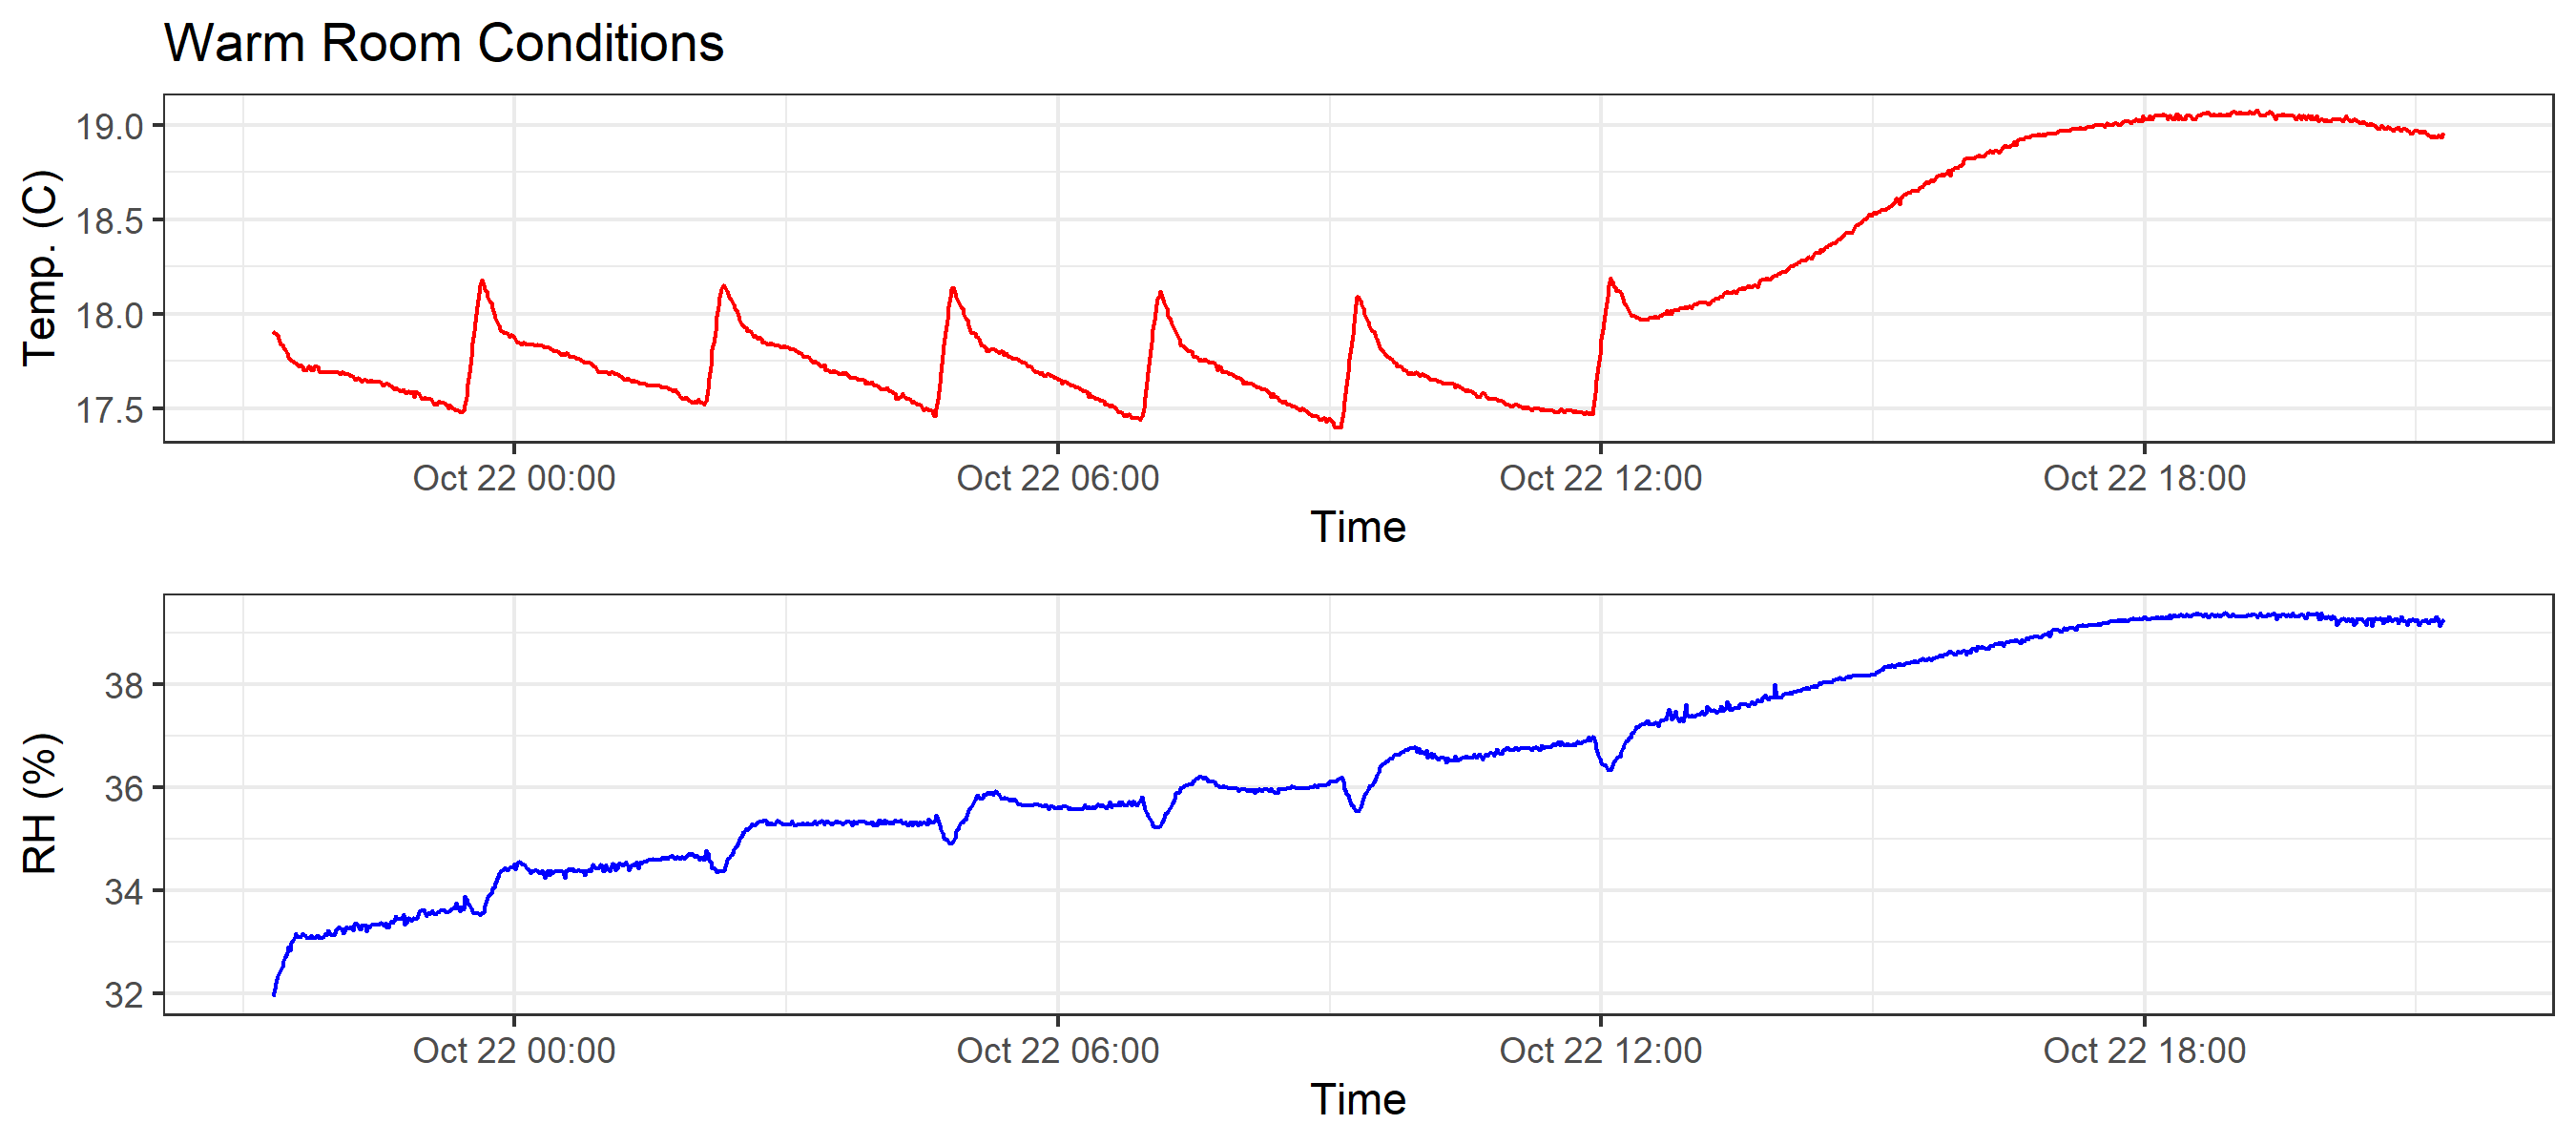 Warm Room Conditions
Temp. (C)
19.0
18.5
18.0
17.5
Oct 22 00:00 Oct 22 06:00 Oct 22 12:00 Oct 22 18:00
Time
RH (%)
38
36
34
32
Oct 22 00:00 Oct 22 06:00 Oct 22 12:00 Oct 22 18:00
Time